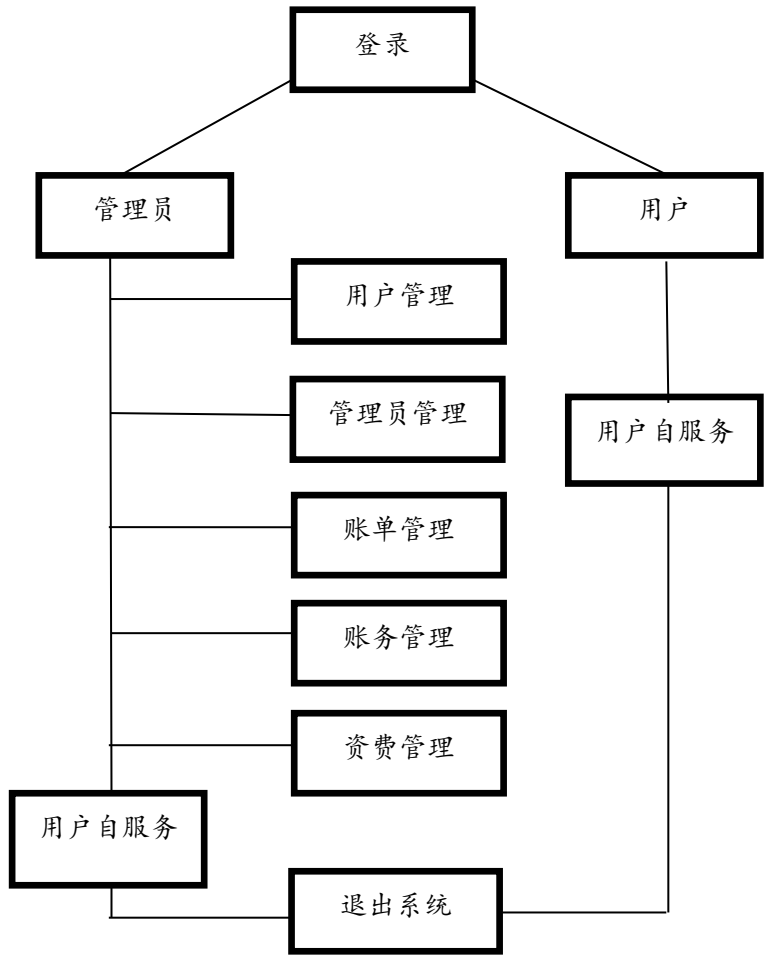 登录
管理员
用户
用户管理
管理员管理
用户自服务
账单管理
账务管理
资费管理
用户自服务
退出系统